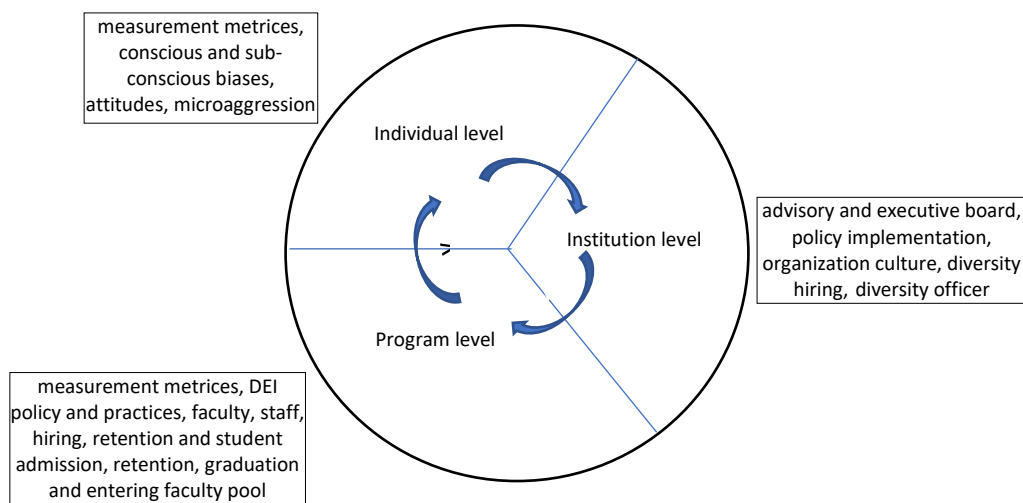 measurement metrices,
conscious and sub-
conscious biases,
attitudes, microaggression
Individual level
Institution level
advisory and executive board,
policy implementation,
organization culture, diversity
hiring, diversity officer
Program level
measurement metrices, DEI
policy and practices, faculty, staff,
hiring, retention and student
admission, retention, graduation
and entering faculty pool